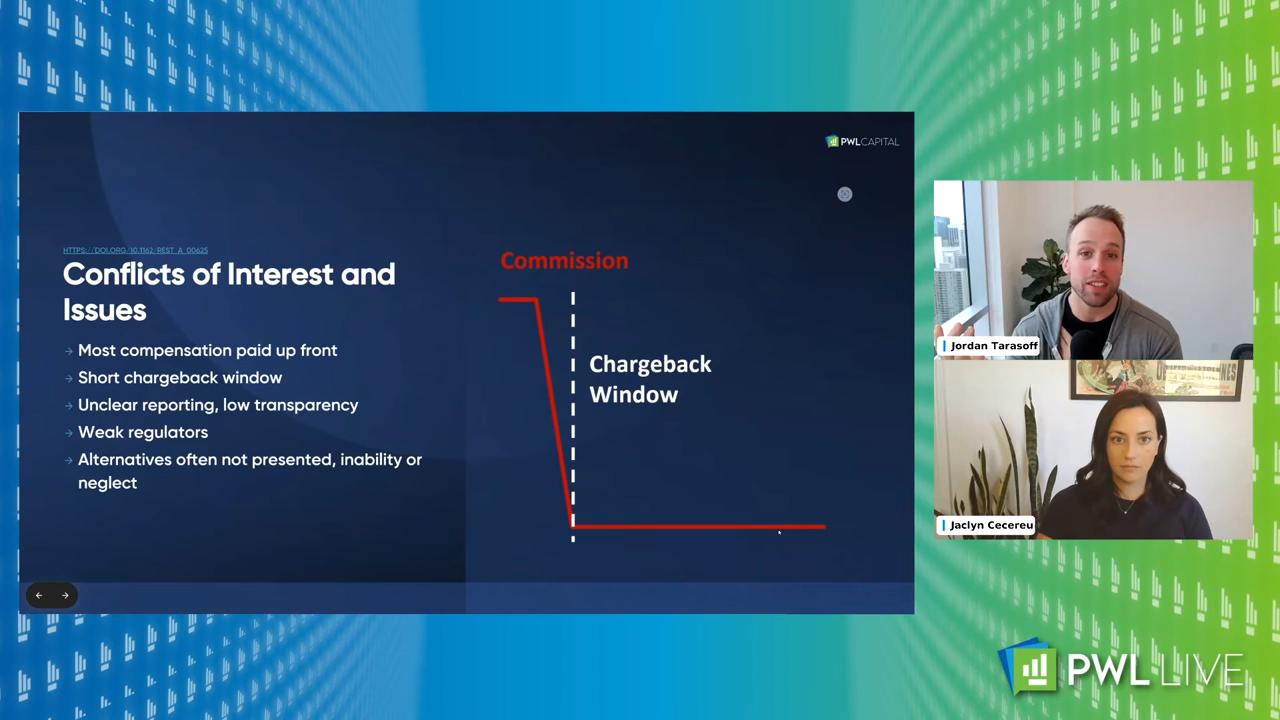 PWLCAPITAL
HTTPS://DOI.ORG/10.1162/REST_A_00625
Conflicts of Interest and
Issues
→ Most compensation paid up front
→ Short chargeback window
→ Unclear reporting, low transparency
→ Weak regulators
→ Alternatives often not presented, inability or
neglect
Commission
Chargeback
Window
Jordan Tarasoff
Jaclyn Cecereu
PWL LIVE